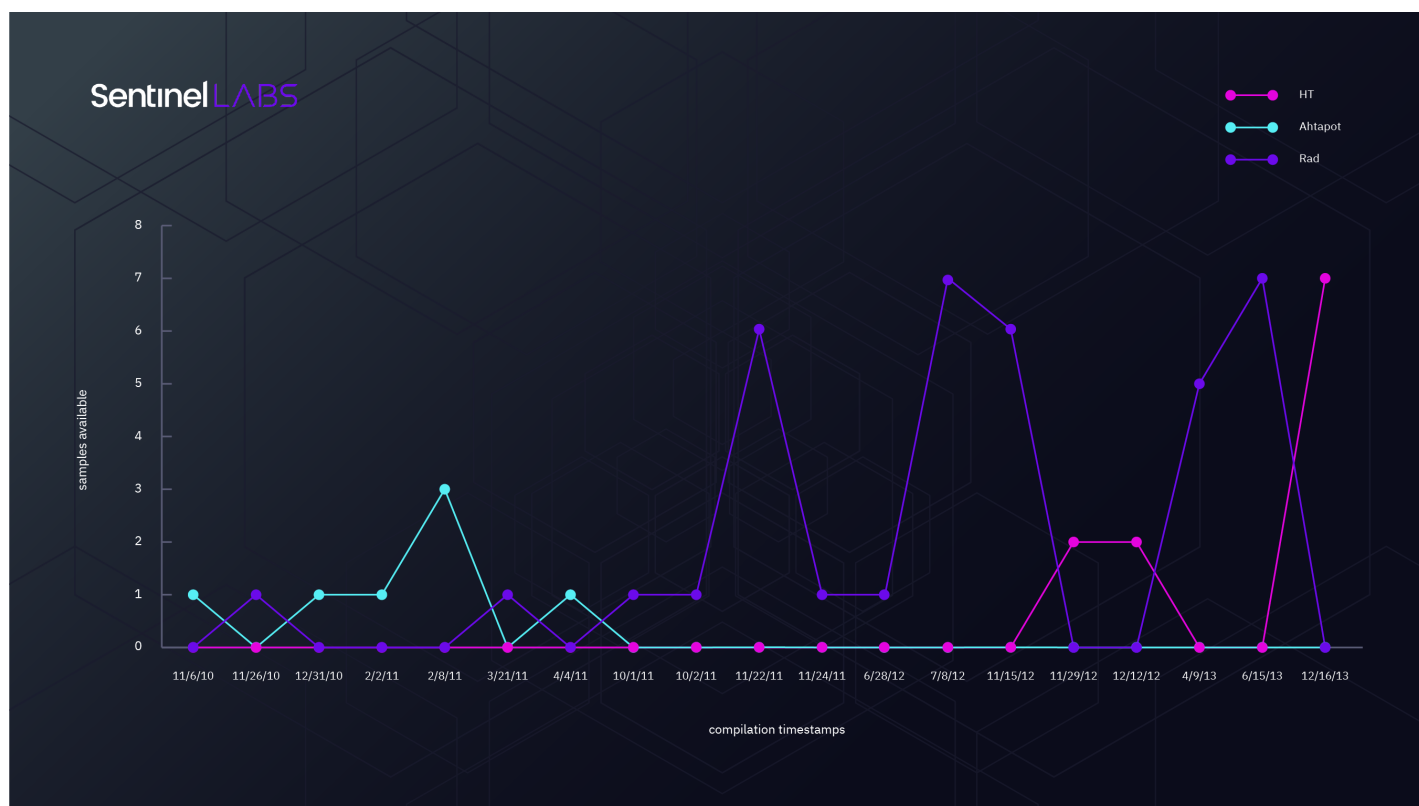 Sentinel LABS
HT
Ahtapot
Rad
8
7
6
5
4
3
2
1
0
samples available
11/6/10 11/26/10 12/31/10 2/2/11 2/8/11 3/21/11 4/4/11 10/1/11 10/2/11 11/22/11 11/24/11 6/28/12 7/8/12 11/15/12 11/29/12 12/12/12 4/9/13 6/15/13 12/16/13
compilation timestamps